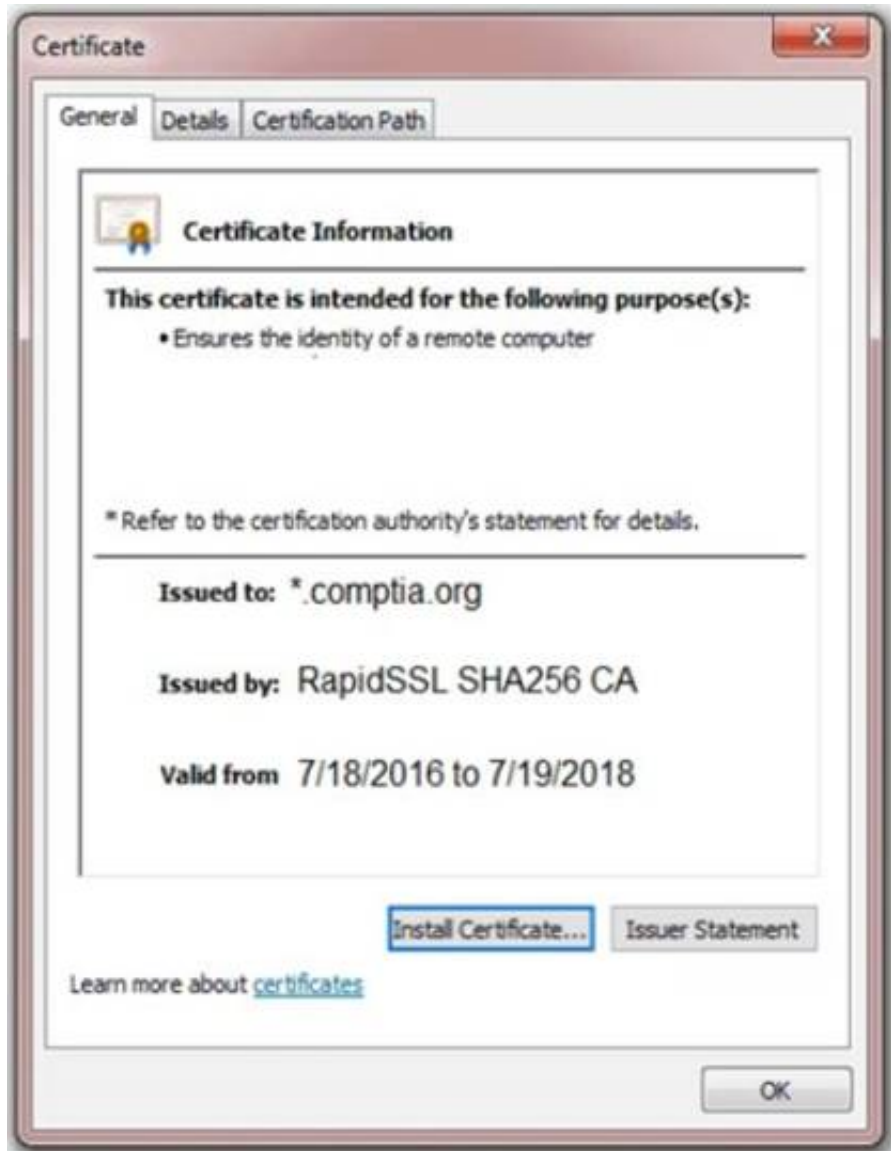 Certificate
General Details Certification Path
Certificate Information
This certificate is intended for the following purpose(s):
• Ensures the identity of a remote computer
* Refer to the certification authority's statement for details.
Issued to: *.comptia.org
Issued by: RapidSSL SHA256 CA
Valid from 7/18/2016 to 7/19/2018
Install Certificate... Issuer Statement
Learn more about certificates
OK